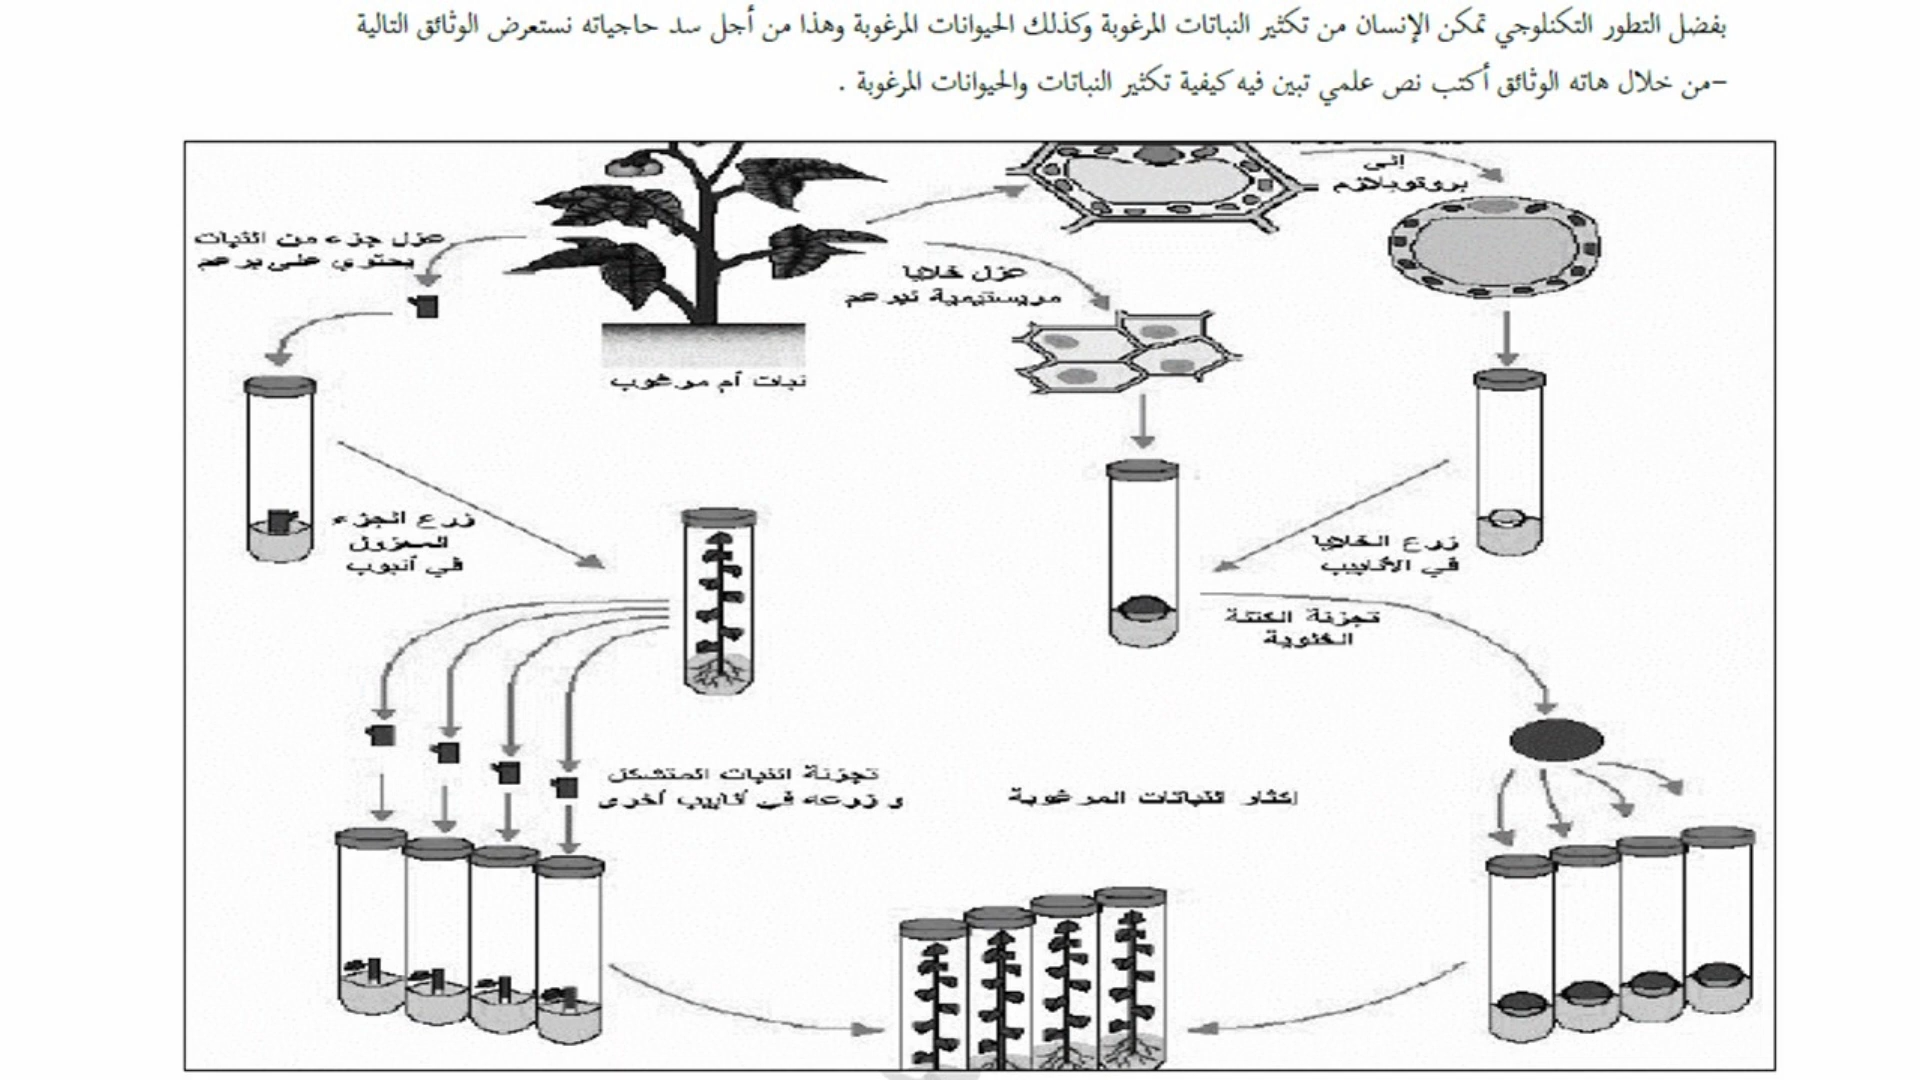 بفضل التطور التكنلوجي تمكن الإنسان من تكثير النباتات المرغوبة وكذلك الحيوانات المرغوبة وهذا من أجل سد حاجياته نستعرض الوثائق التالية
-من خلال هاته الوثائق أكتب نص علمي تبين فيه كيفية تكثير النباتات والحيوانات المرغوبة .
إلى
بروتوبلازم
عزل جزء من النبات
يحتوي على برعم
عزل خلايا
مريستيمية لبرعم
نبات أم مرغوب
زرع الجزء
المعزول
في أنبوب
زرع الخلايا
في الأنابيب
تجزئة الكتلة
الخلوية
تجزئة النبات المتشكل
و زرعه في أنابيب أخرى
إكثار النباتات المرغوبة